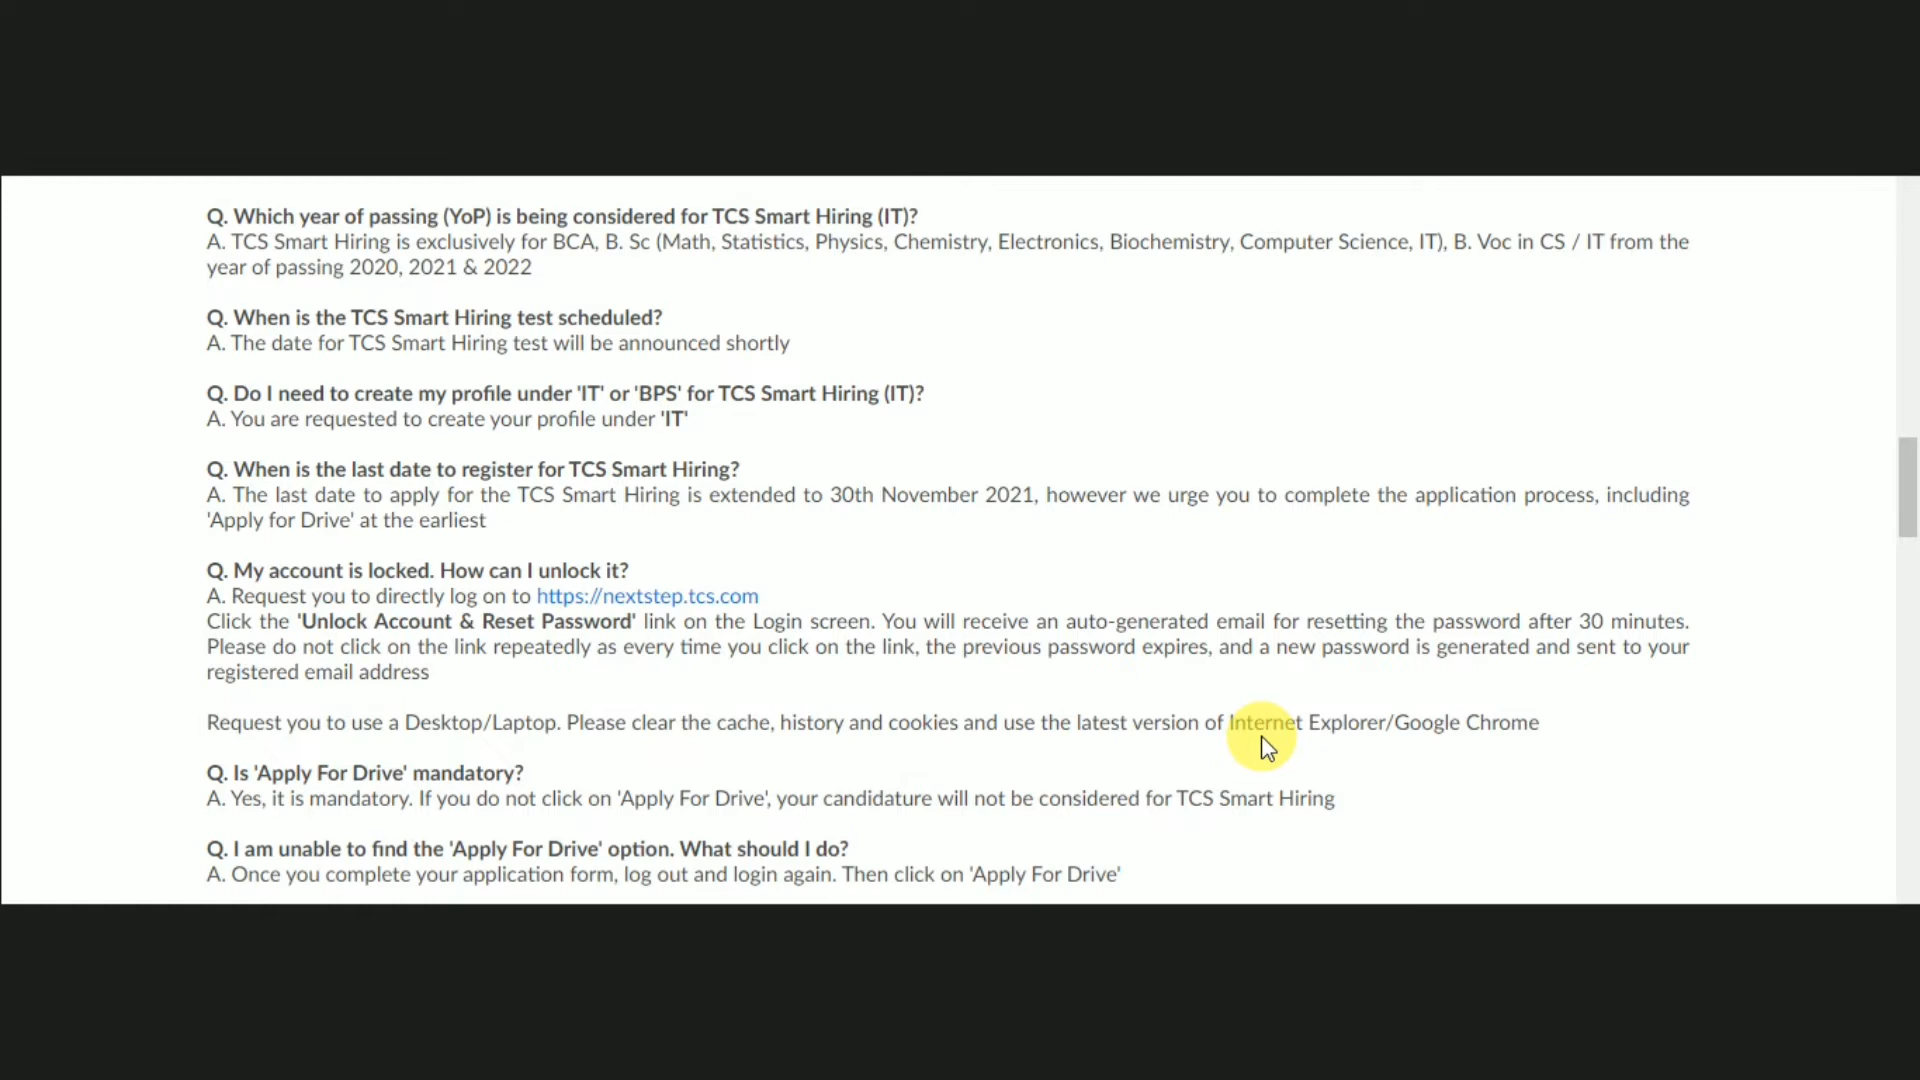 Q. Which year of passing (YoP) is being considered for TCS Smart Hiring (IT)?
A. TCS Smart Hiring is exclusively for BCA, B. Sc (Math, Statistics, Physics, Chemistry, Electronics, Biochemistry, Computer Science, IT), B. Voc in CS / IT from the
year of passing 2020, 2021 & 2022
Q. When is the TCS Smart Hiring test scheduled?
A. The date for TCS Smart Hiring test will be announced shortly
Q. Do I need to create my profile under 'IT' or 'BPS' for TCS Smart Hiring (IT)?
A. You are requested to create your profile under 'IT'
Q. When is the last date to register for TCS Smart Hiring?
A. The last date to apply for the TCS Smart Hiring is extended to 30th November 2021, however we urge you to complete the application process, including
'Apply for Drive' at the earliest
Q. My account is locked. How can I unlock it?
A. Request you to directly log on to https://nextstep.tcs.com
Click the 'Unlock Account & Reset Password' link on the Login screen. You will receive an auto-generated email for resetting the password after 30 minutes.
Please do not click on the link repeatedly as every time you click on the link, the previous password expires, and a new password is generated and sent to your
registered email address
Request you to use a Desktop/Laptop. Please clear the cache, history and cookies and use the latest version of Internet Explorer/Google Chrome
Q. Is 'Apply For Drive' mandatory?
A. Yes, it is mandatory. If you do not click on 'Apply For Drive', your candidature will not be considered for TCS Smart Hiring
Q. I am unable to find the 'Apply For Drive' option. What should I do?
A. Once you complete your application form, log out and login again. Then click on 'Apply For Drive'